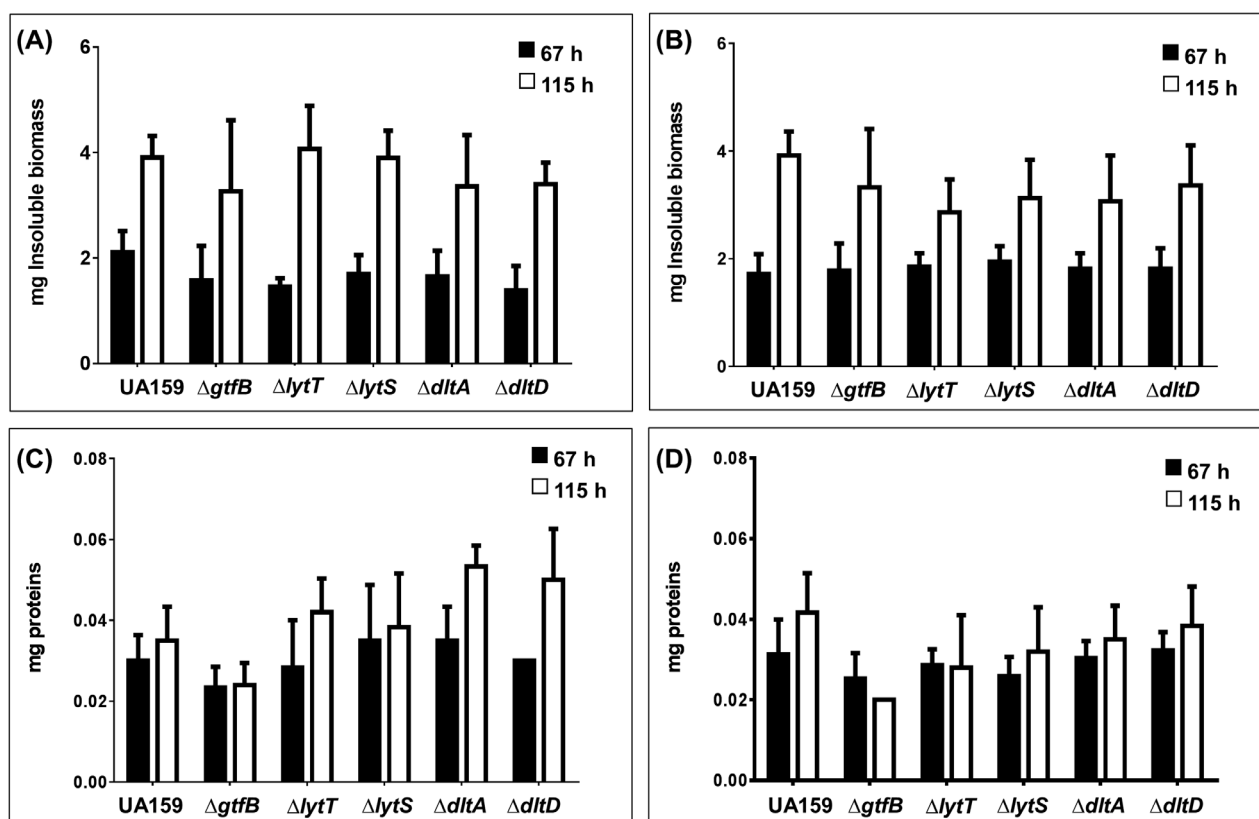 (A)
67 h
115 h
mg Insoluble biomass
6
4
2
0
UA159 ΔgtfB ΔlytT ΔlytS ΔdltA ΔdltD
(B)
67 h
115 h
mg Insoluble biomass
6
4
2
0
UA159 ΔgtfB ΔlytT ΔlytS ΔdltA ΔdltD
(C)
67 h
115 h
mg proteins
0.08
0.06
0.04
0.02
0.00
UA159 ΔgtfB ΔlytT ΔlytS ΔdltA ΔdltD
(D)
67 h
115 h
mg proteins
0.08
0.06
0.04
0.02
0.00
UA159 ΔgtfB ΔlytT ΔlytS ΔdltA ΔdltD